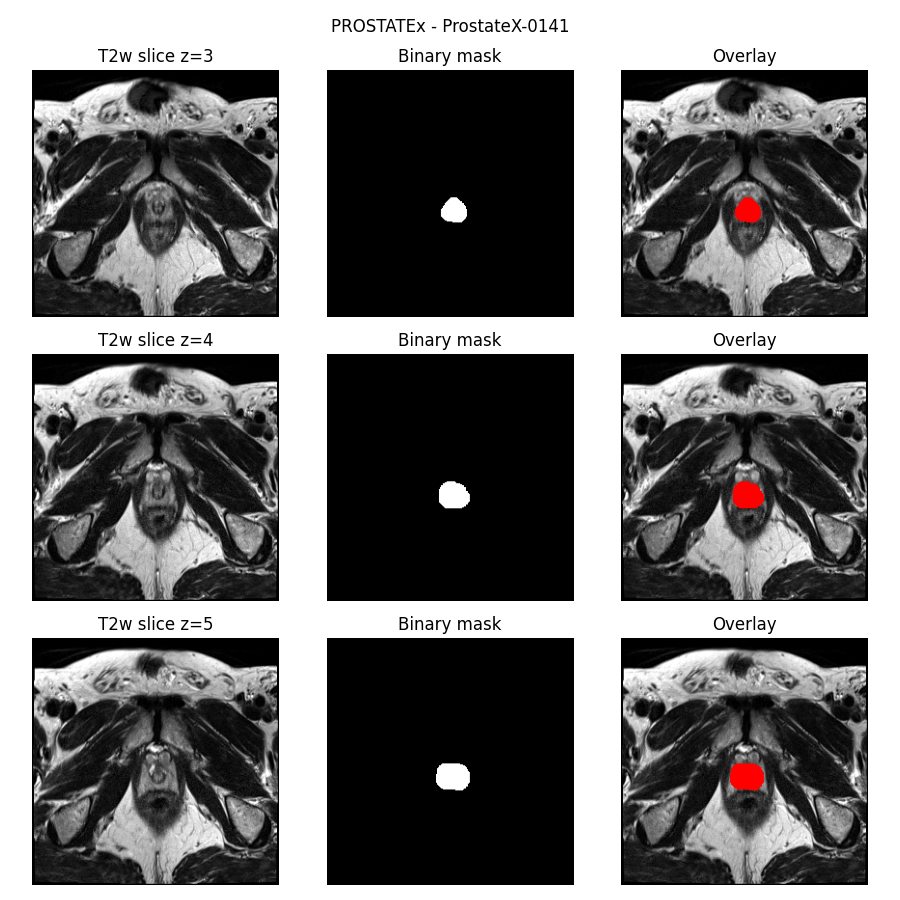 PROSTATEx - ProstateX-0141
T2w slice z=3
Binary mask
Overlay
T2w slice z=4
Binary mask
Overlay
T2w slice z=5
Binary mask
Overlay